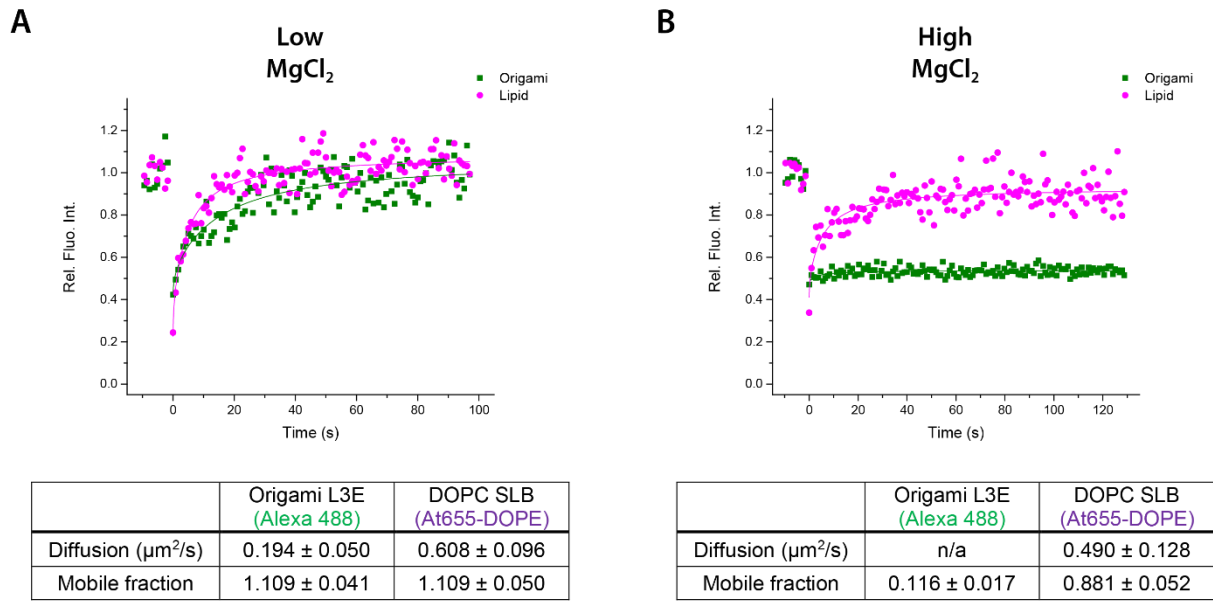 A
Low
MgCl₂
Origami
Lipid
Rel. Fluo. Int.
1.2
1.0
0.8
0.6
0.4
0.2
0.0
0 20 40 60 80 100
Time (s)
Origami L3E DOPC SLB
(Alexa 488) (At655-DOPE)
Diffusion (µm²/s) 0.194 ± 0.050 0.608 ± 0.096
Mobile fraction 1.109 ± 0.041 1.109 ± 0.050
B
High
MgCl₂
Origami
Lipid
Rel. Fluo. Int.
1.2
1.0
0.8
0.6
0.4
0.2
0.0
0 20 40 60 80 100 120
Time (s)
Origami L3E DOPC SLB
(Alexa 488) (At655-DOPE)
Diffusion (µm²/s) n/a 0.490 ± 0.128
Mobile fraction 0.116 ± 0.017 0.881 ± 0.052